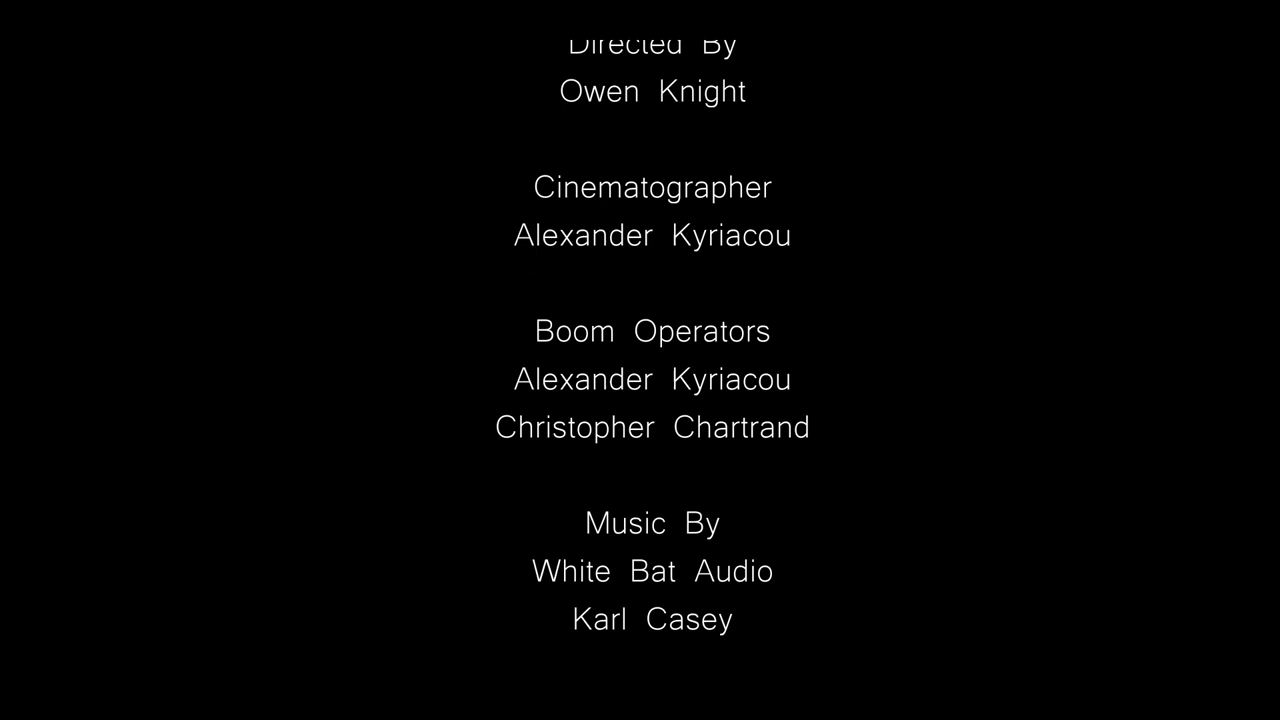 Directed By
Owen Knight
Cinematographer
Alexander Kyriacou
Boom Operators
Alexander Kyriacou
Christopher Chartrand
Music By
White Bat Audio
Karl Casey